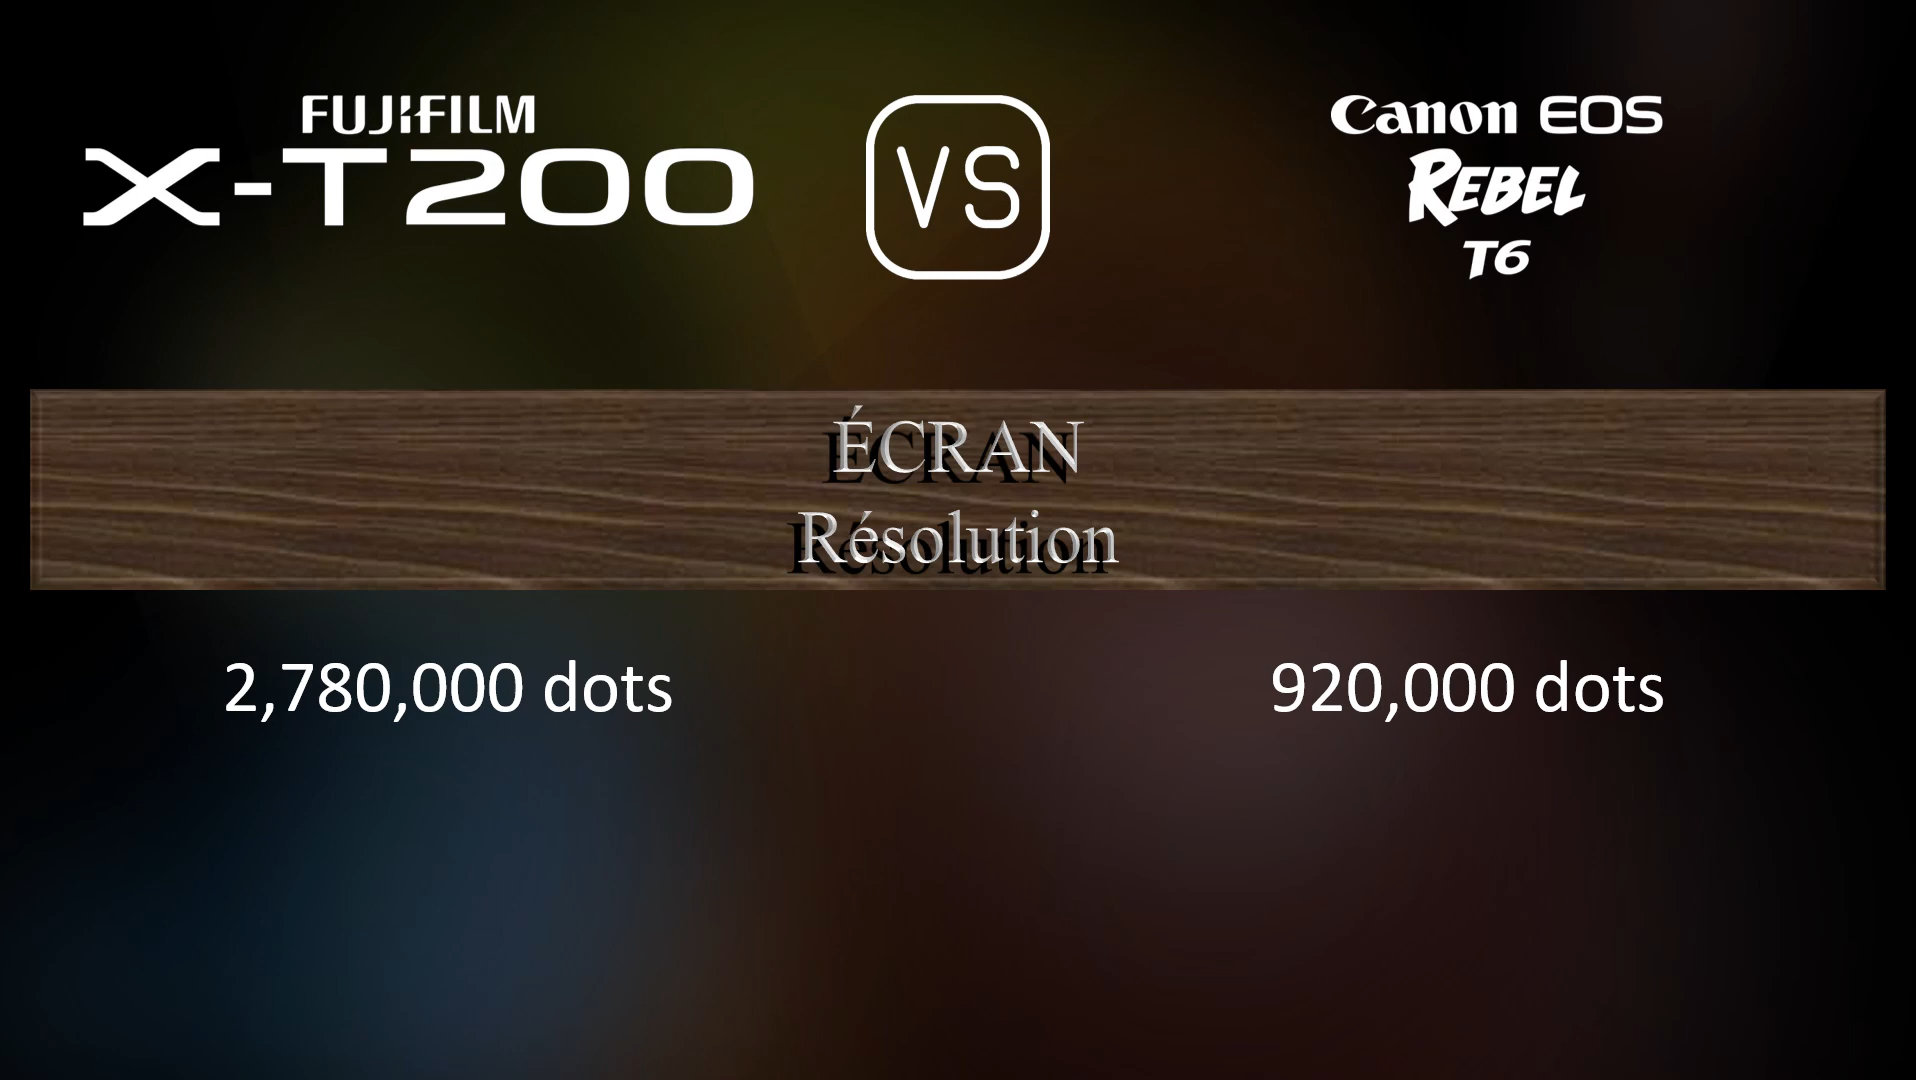 FUJIFILM
X-T200
VS
Canon EOS
REBEL
T6
ÉCRAN
Résolution
2,780,000 dots
920,000 dots